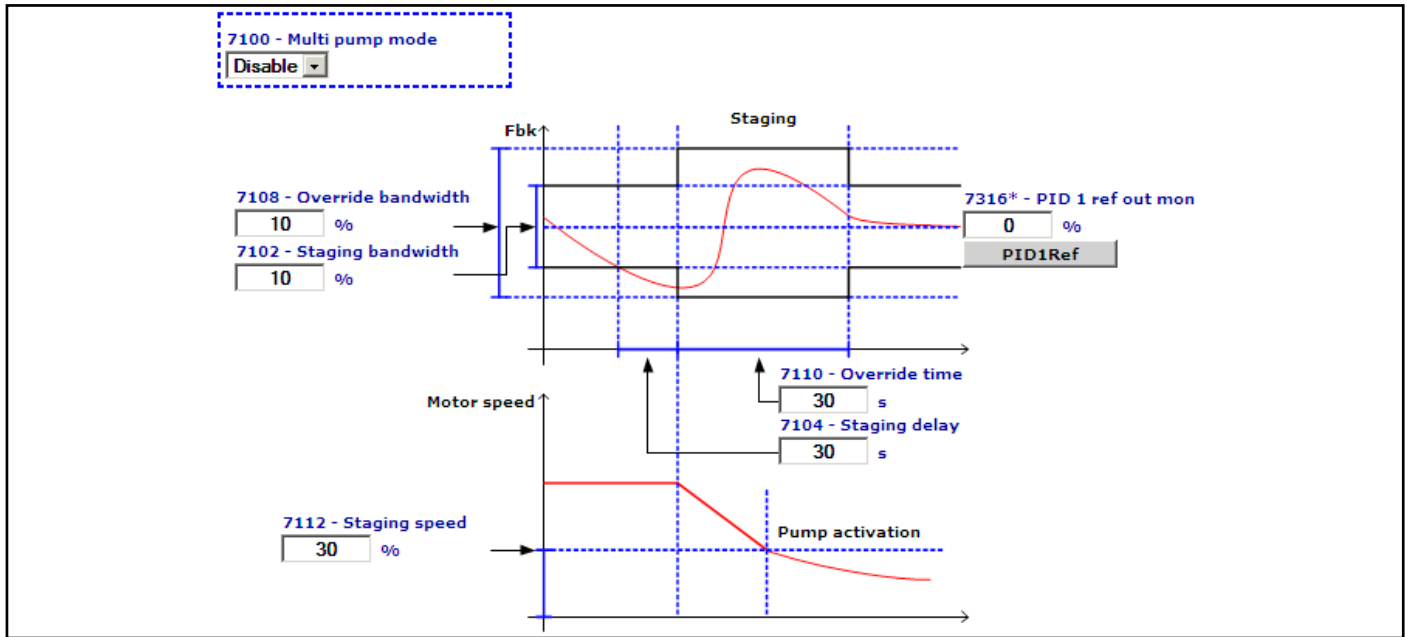 7100 - Multi pump mode
Disable
Staging
Fbk
7108 - Override bandwidth
10 %
7102 - Staging bandwidth
10 %
7316* - PID 1 ref out mon
0 %
PID1Ref
7110 - Override time
30 s
7104 - Staging delay
30 s
Motor speed
7112 - Staging speed
30 %
Pump activation